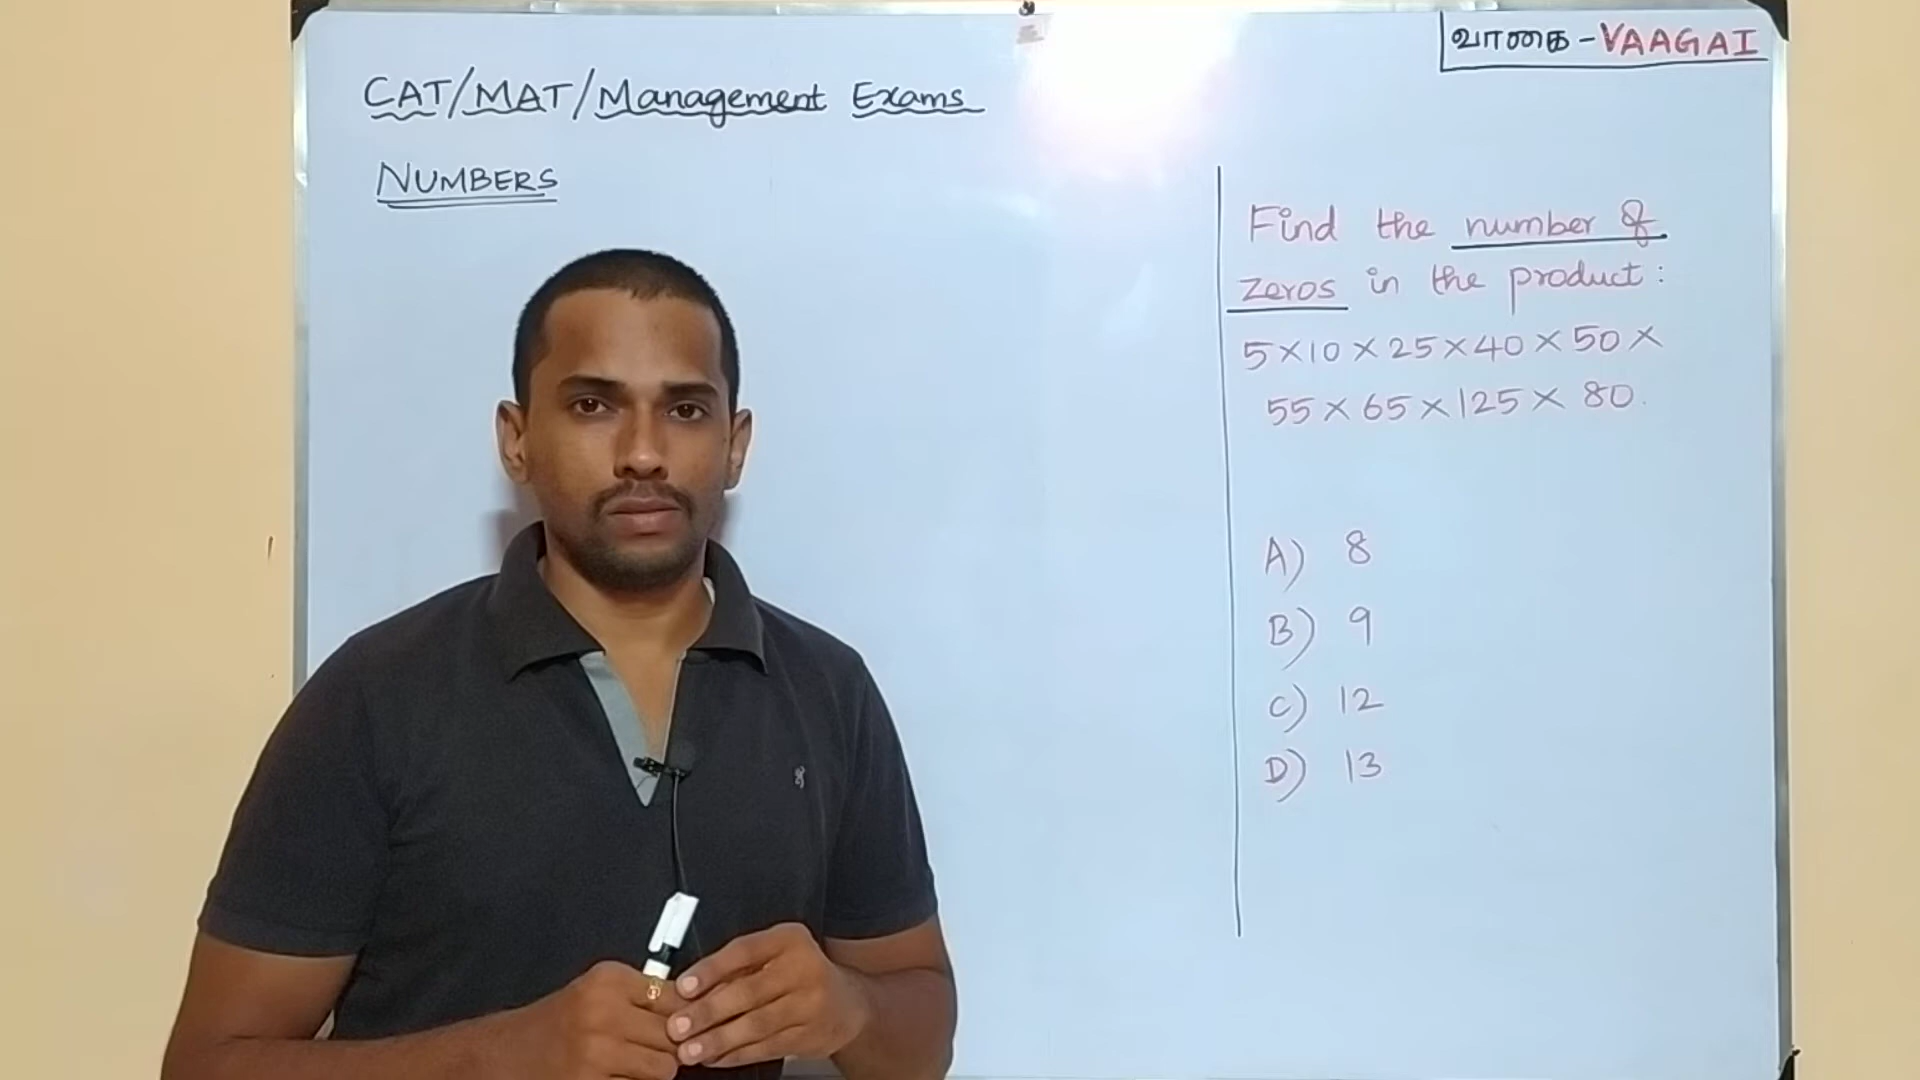 வாகை - VAAGAI
CAT/MAT/Management Exams
NUMBERS
Find the number of
zeros in the product:
5×10×25×40×50×
55×65×125×80.
A) 8
B) 9
C) 12
D) 13